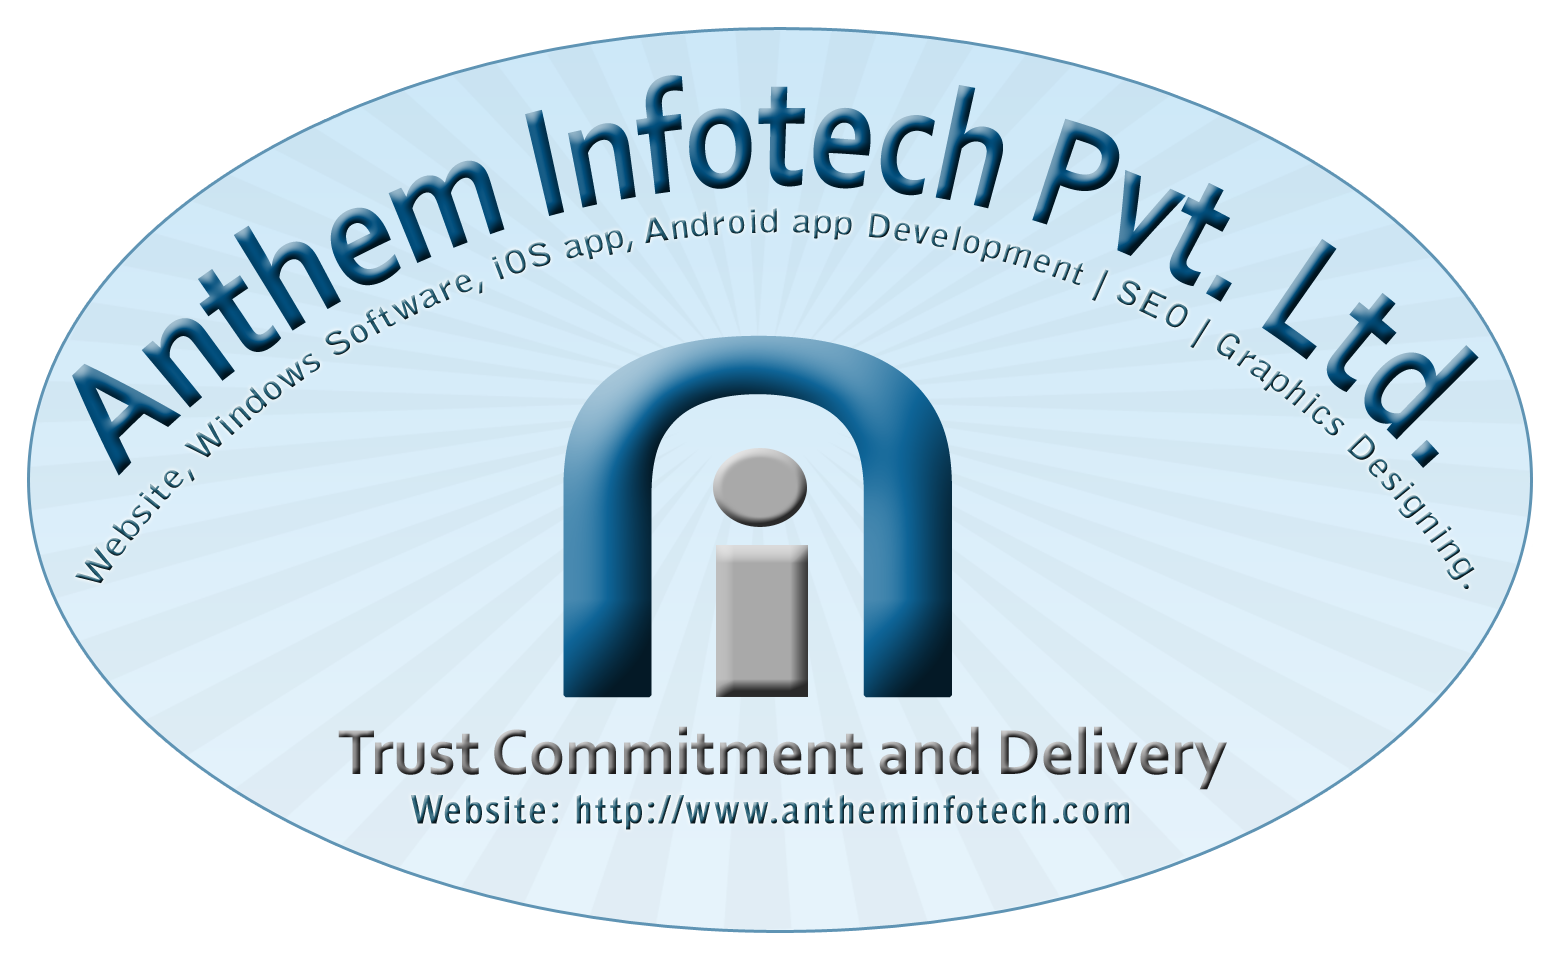 Anthem Infotech Pvt. Ltd.
Website, Windows Software, iOS app, Android app Development | SEO | Graphics Designing.
Trust Commitment and Delivery
Website: http://www.antheminfotech.com